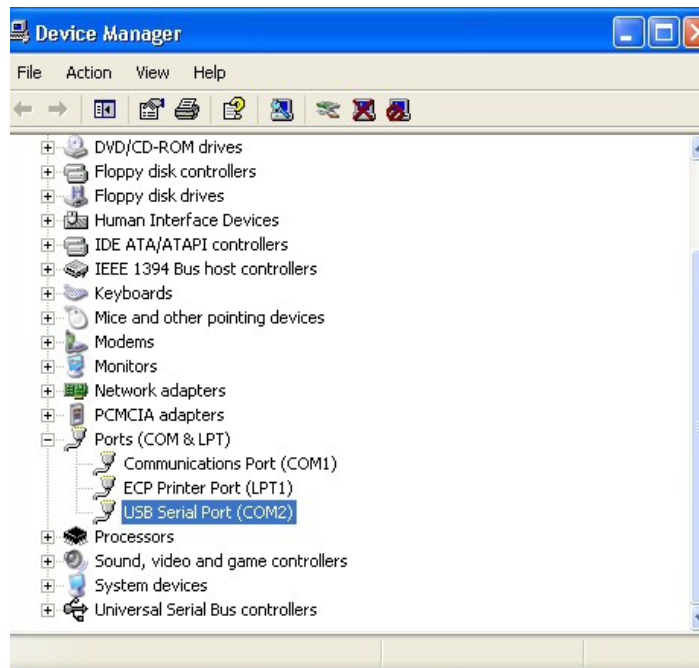 Device Manager
File Action View Help
DVD/CD-ROM drives
Floppy disk controllers
Floppy disk drives
Human Interface Devices
IDE ATA/ATAPI controllers
IEEE 1394 Bus host controllers
Keyboards
Mice and other pointing devices
Modems
Monitors
Network adapters
PCMCIA adapters
Ports (COM & LPT)
Communications Port (COM1)
ECP Printer Port (LPT1)
USB Serial Port (COM2)
Processors
Sound, video and game controllers
System devices
Universal Serial Bus controllers